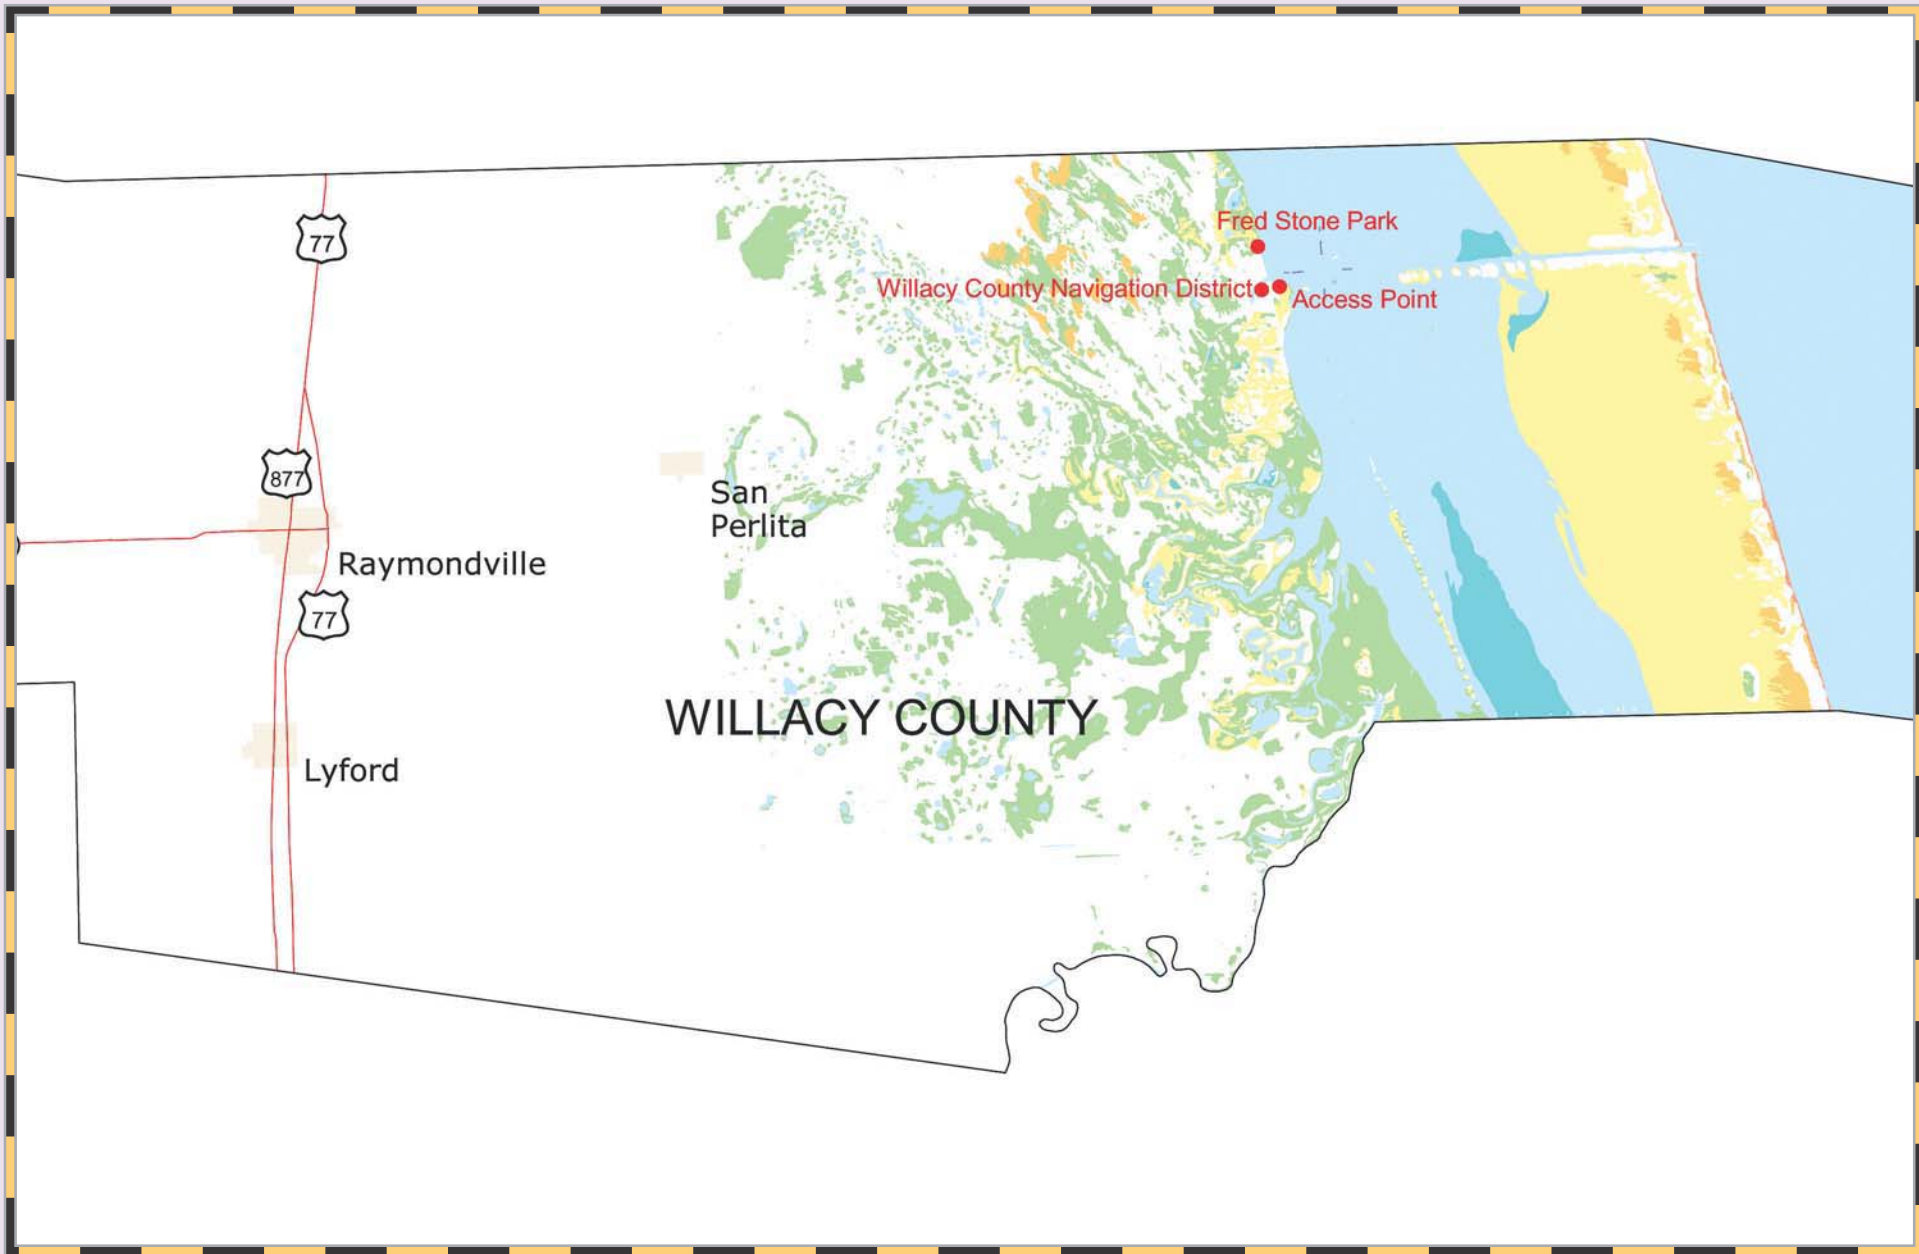 77
Fred Stone Park
Willacy County Navigation District
Access Point
877
San
Perlita
Raymondville
77
WILLACY COUNTY
Lyford